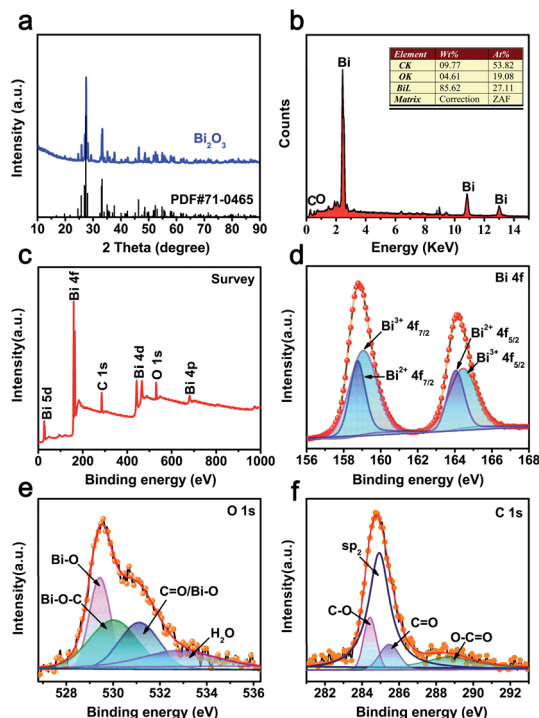 a
Intensity (a.u.)
Bi2O3
PDF#71-0465
10 20 30 40 50 60 70 80 90
2 Theta (degree)
b
Counts
Element Wt% At%
CK 09.77 53.82
OK 04.61 19.08
BiL 85.62 27.11
Matrix Correction ZAF
Bi
C O
Bi
Bi
0 2 4 6 8 10 12 14
Energy (KeV)
c
Survey
Intensity(a.u.)
Bi 5d
Bi 4f
C 1s
Bi 4d
O 1s
Bi 4p
0 200 400 600 800 1000
Binding energy (eV)
d
Bi 4f
Intensity(a.u.)
Bi3+ 4f7/2
Bi2+ 4f7/2
Bi2+ 4f5/2
Bi3+ 4f5/2
156 158 160 162 164 166 168
Binding energy (eV)
e
O 1s
Intensity(a.u.)
Bi-O
Bi-O-C
C=O/Bi-O
H2O
528 530 532 534 536
Binding energy (eV)
f
C 1s
Intensity(a.u.)
sp2
C-O
C=O
O-C=O
282 284 286 288 290 292
Binding energy (eV)